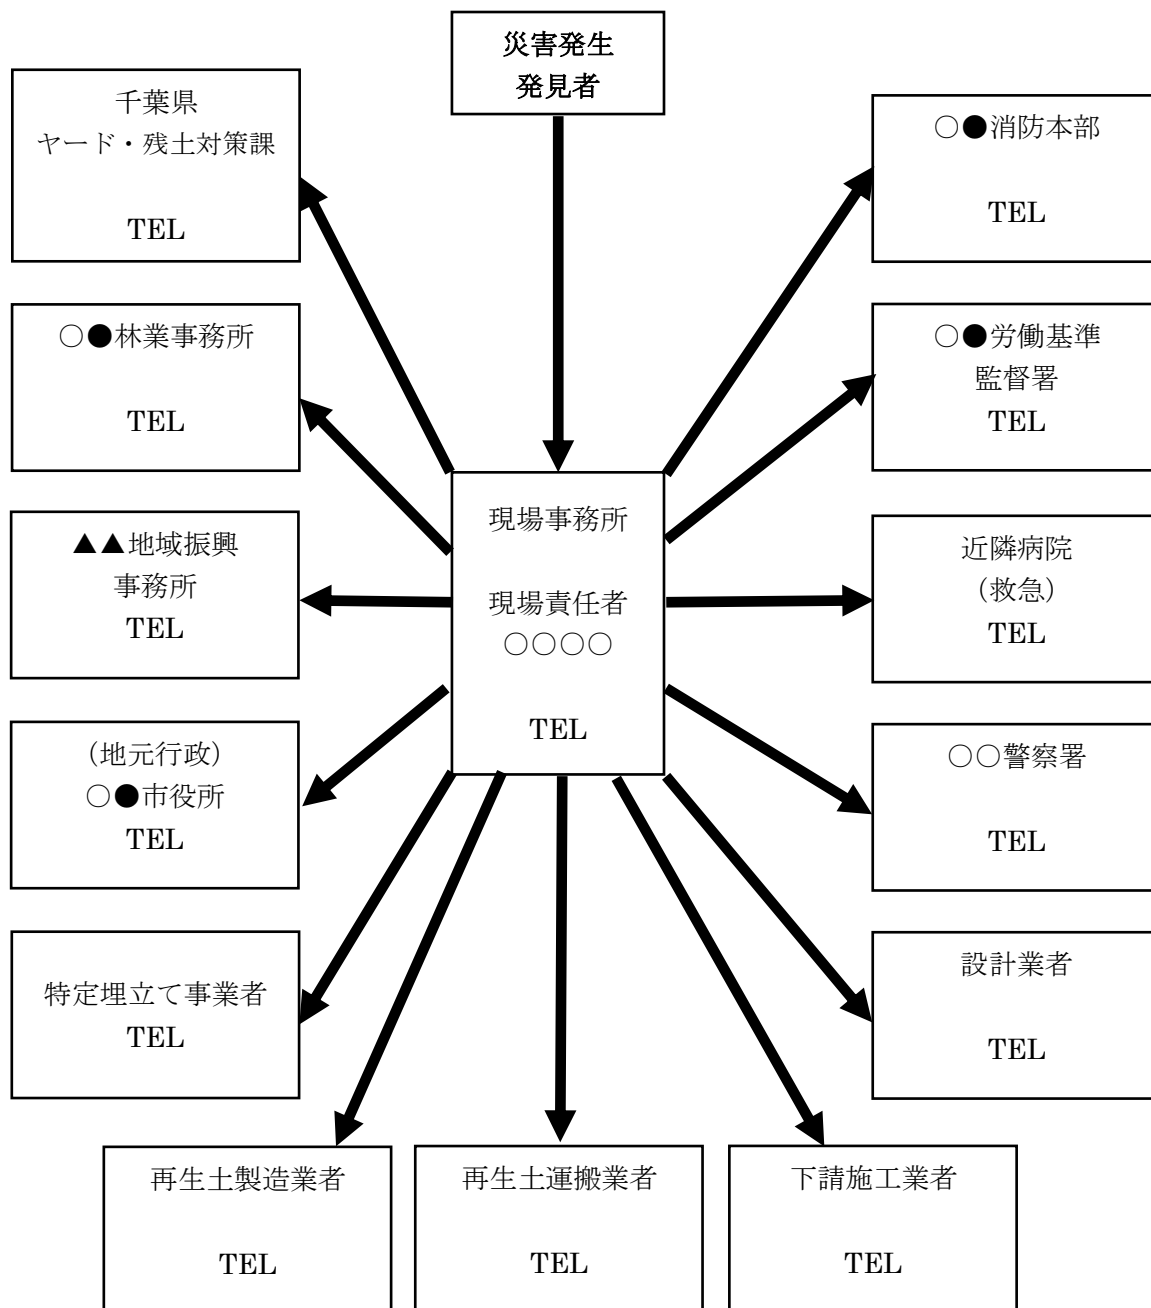 災害発生
発見者
千葉県
ヤード・残土対策課
TEL
○●消防本部
TEL
○●林業事務所
TEL
○●労働基準
監督署
TEL
現場事務所
現場責任者
○○○○
TEL
▲▲地域振興
事務所
TEL
近隣病院
（救急）
TEL
（地元行政）
○●市役所
TEL
○○警察署
TEL
特定埋立て事業者
TEL
設計業者
TEL
再生土製造業者
TEL
再生土運搬業者
TEL
下請施工業者
TEL